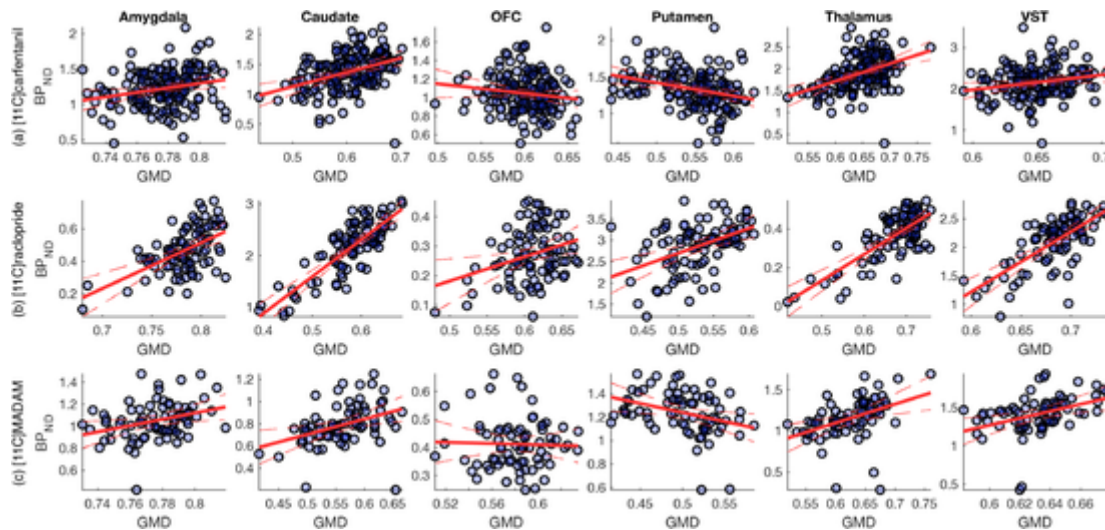 Amygdala Caudate OFC Putamen Thalamus VST
(a) [11C]carfentanil
BP_ND
2 1.5 1 0.5
0.74 0.76 0.78 0.8
GMD
2 1.5 1 0.5
0.5 0.6 0.7
GMD
1.6 1.4 1.2 1 0.8 0.6
0.5 0.55 0.6 0.65
GMD
2 1.5 1
0.45 0.5 0.55 0.6
GMD
3 2.5 2 1.5 1 0.5
0.55 0.6 0.65 0.7 0.75
GMD
3 2 1
0.6 0.65 0.7
GMD
(b) [11C]raclopride
BP_ND
0.6 0.4 0.2
0.7 0.75 0.8
GMD
3 2 1
0.4 0.5 0.6
GMD
0.4 0.3 0.2 0.1
0.5 0.55 0.6 0.65
GMD
3.5 3 2.5 2 1.5
0.45 0.5 0.55 0.6
GMD
0.4 0.2 0
0.5 0.6 0.7
GMD
2.5 2 1.5 1
0.6 0.65 0.7
GMD
(c) [11C]MADAM
BP_ND
1.4 1.2 1 0.8 0.6
0.74 0.76 0.78 0.8
GMD
1.2 1 0.8 0.6 0.4
0.45 0.5 0.55 0.6 0.65
GMD
0.6 0.4 0.2
0.52 0.56 0.6
GMD
1.4 1.2 1 0.8 0.6
0.45 0.5 0.55
GMD
1.5 1 0.5
0.55 0.6 0.65 0.7 0.75
GMD
1.5 1 0.5
0.6 0.62 0.64 0.66
GMD